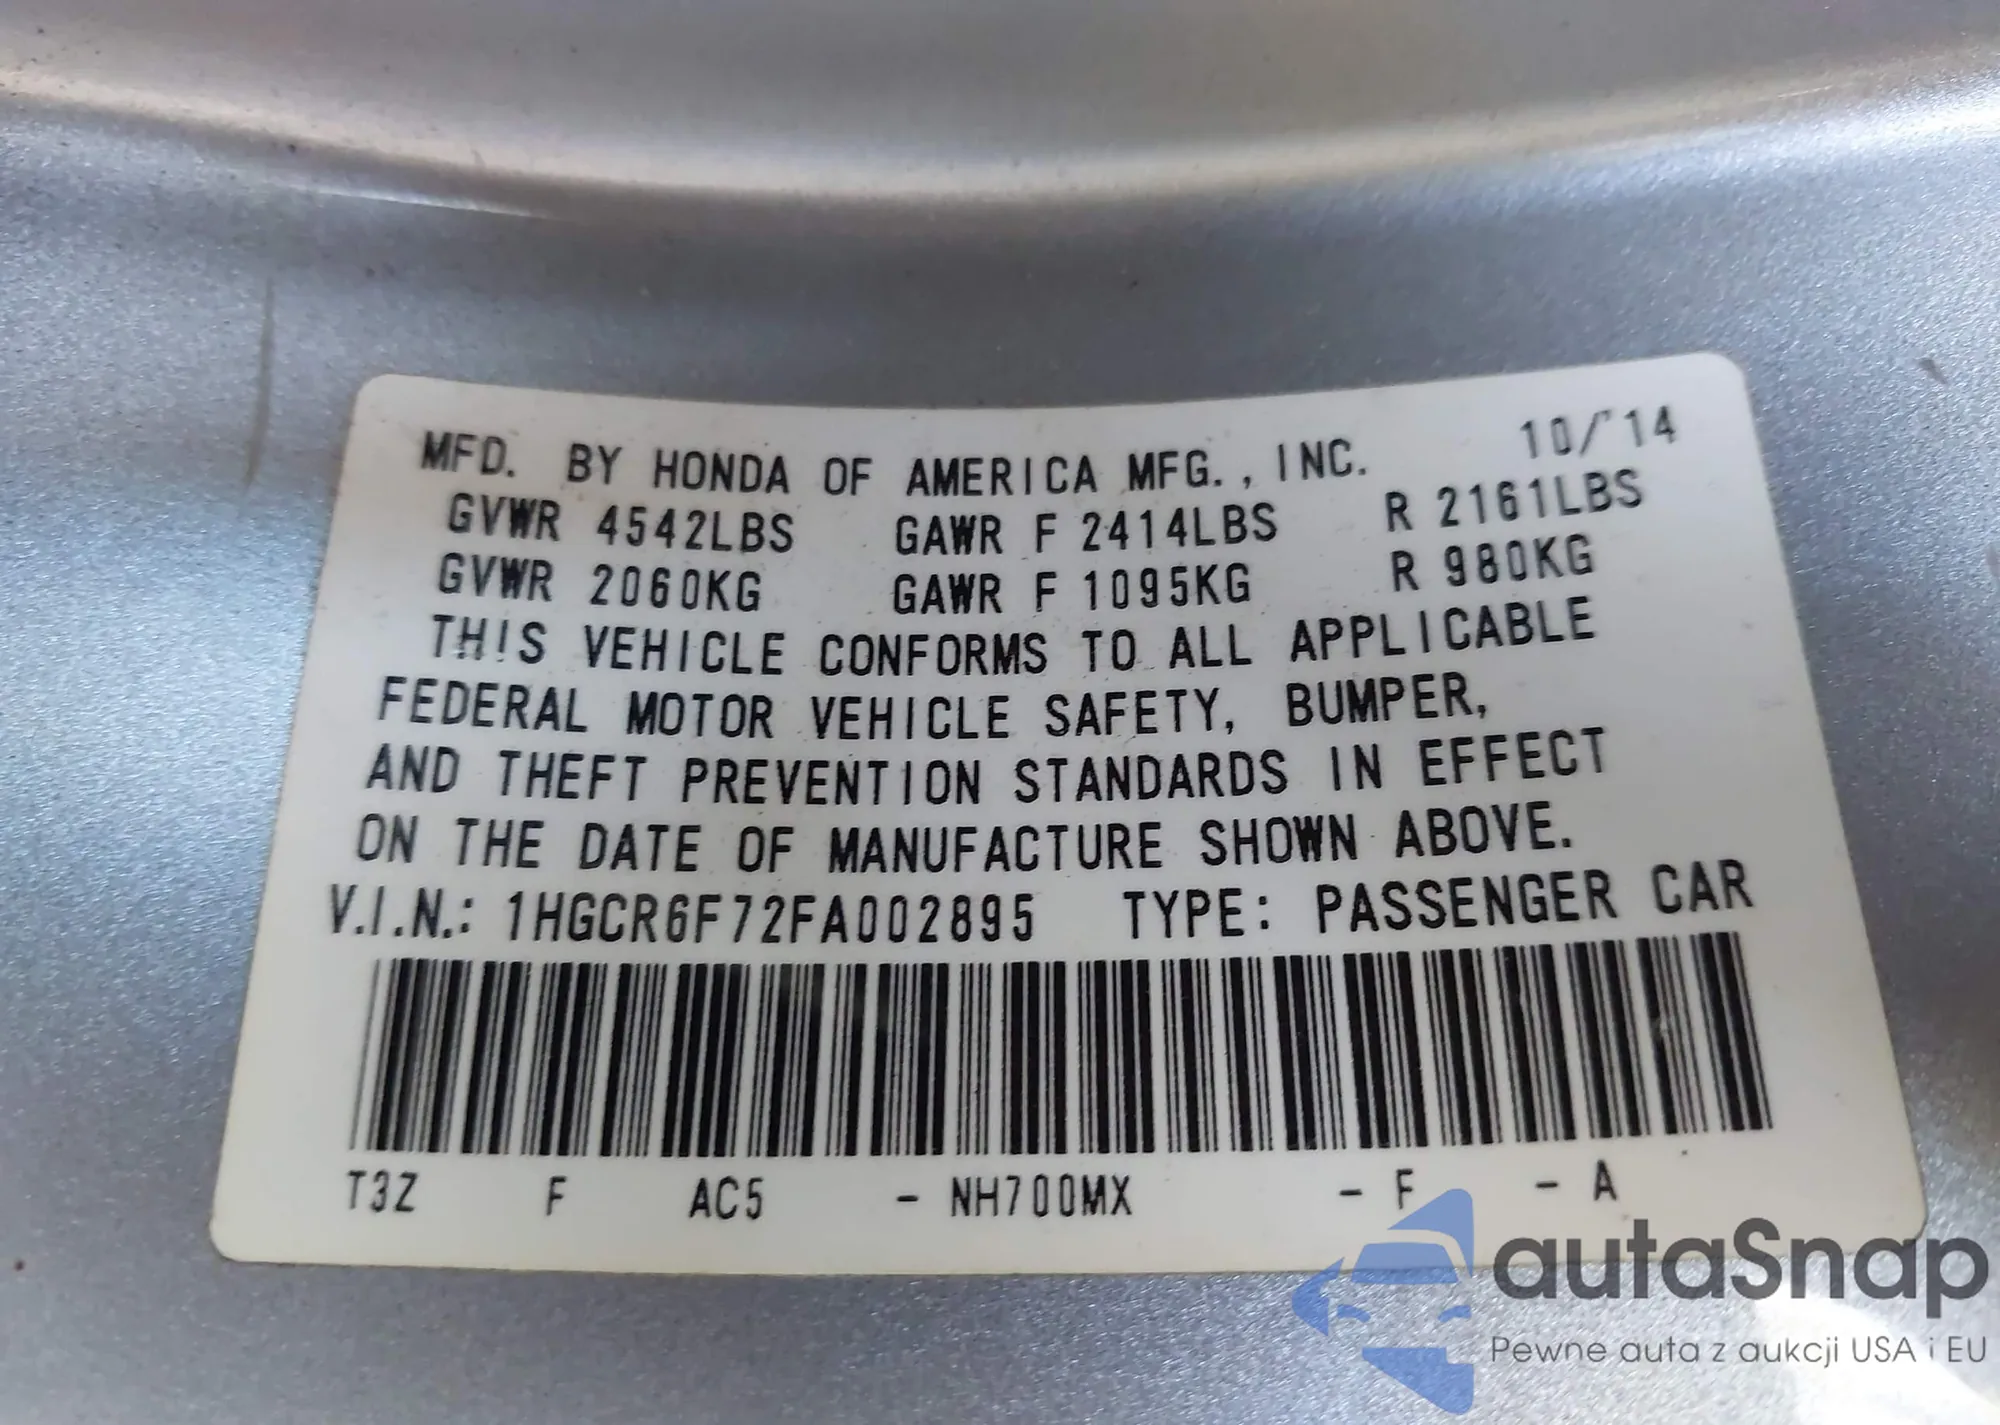 MFD. BY HONDA OF AMERICA MFG., INC. 10/'14
GVWR 4542LBS GAWR F 2414LBS R 2161LBS
GVWR 2060KG GAWR F 1095KG R 980KG
THIS VEHICLE CONFORMS TO ALL APPLICABLE
FEDERAL MOTOR VEHICLE SAFETY, BUMPER,
AND THEFT PREVENTION STANDARDS IN EFFECT
ON THE DATE OF MANUFACTURE SHOWN ABOVE.
V.I.N.: 1HGCR6F72FA002895 TYPE: PASSENGER CAR
T3Z F AC5 - NH700MX - F - A
autaSnap
Pewne auta z aukcji USA i EU